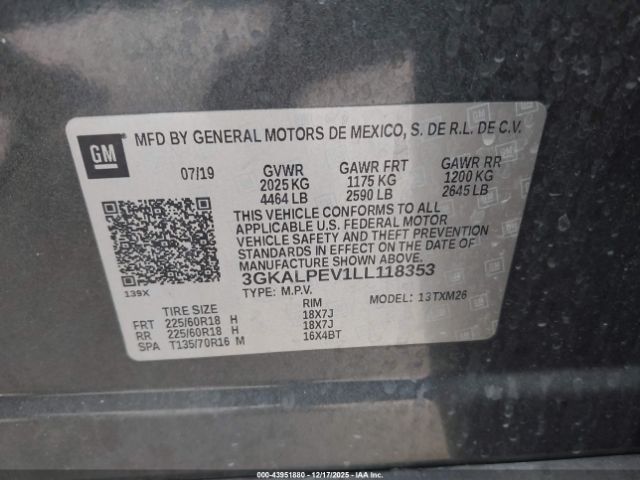 GM
MFD BY GENERAL MOTORS DE MEXICO, S. DE R.L. DE C.V.
07/19 GVWR GAWR FRT GAWR RR
2025 KG 1175 KG 1200 KG
4464 LB 2590 LB 2645 LB
THIS VEHICLE CONFORMS TO ALL
APPLICABLE U.S. FEDERAL MOTOR
VEHICLE SAFETY AND THEFT PREVENTION
STANDARDS IN EFFECT ON THE DATE OF
MANUFACTURE SHOWN ABOVE.
139X
3GKALPEV1LL118353
TYPE: M.P.V. MODEL: 13TXM26
TIRE SIZE RIM
FRT 225/60R18 H 18X7J
RR 225/60R18 H 18X7J
SPA T135/70R16 M 16X4BT
IAA 43951880 | 12/17/2025 | IAAI.com